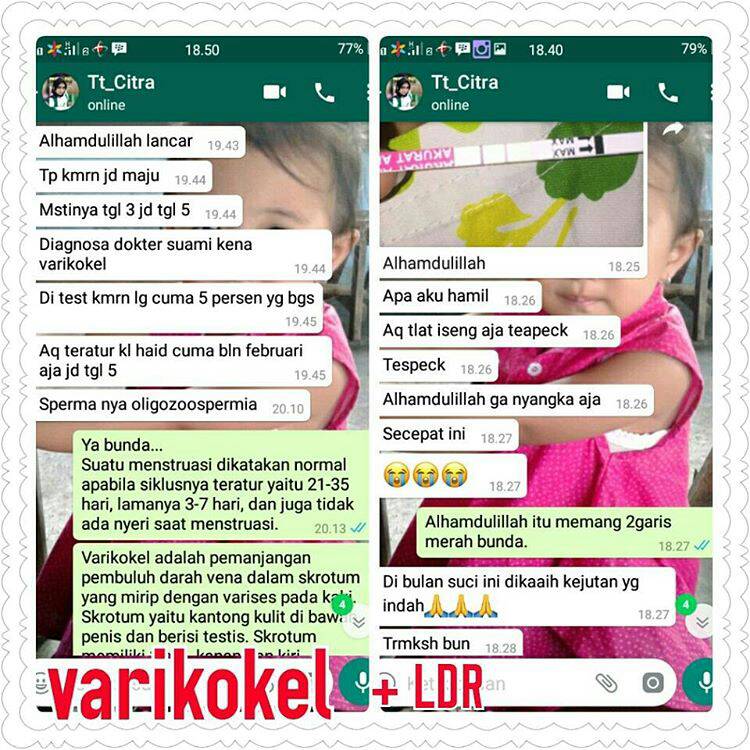 18.50
77%
Tt_Citra
online
Alhamdulillah lancar 19.43
Tp kmrn jd maju 19.44
Mstinya tgl 3 jd tgl 5 19.44
Diagnosa dokter suami kena
varikokel 19.44
Di test kmrn lg cuma 5 persen yg bgs
19.45
Aq teratur kl haid cuma bln februari
aja jd tgl 5 19.45
Sperma nya oligozoospermia 20.10
Ya bunda...
Suatu menstruasi dikatakan normal
apabila siklusnya teratur yaitu 21-35
hari, lamanya 3-7 hari, dan juga tidak
ada nyeri saat menstruasi. 20.13
Varikokel adalah pemanjangan
pembuluh darah vena dalam skrotum
yang mirip dengan varises pada kaki.
Skrotum yaitu kantong kulit di bawa
penis dan berisi testis. Skrotum
4
varikokel
18.40
79%
Tt_Citra
online
AKURAT
MAX
MAX
Alhamdulillah 18.25
Apa aku hamil 18.26
Aq tlat iseng aja teapeck 18.26
Tespeck 18.26
Alhamdulillah ga nyangka aja 18.26
Secepat ini 18.27
😭😭😭 18.27
Alhamdulillah itu memang 2garis
merah bunda. 18.27
Di bulan suci ini dikaaih kejutan yg
indah🙏🙏🙏 18.27
4
Trmksh bun 18.28
+ LDR